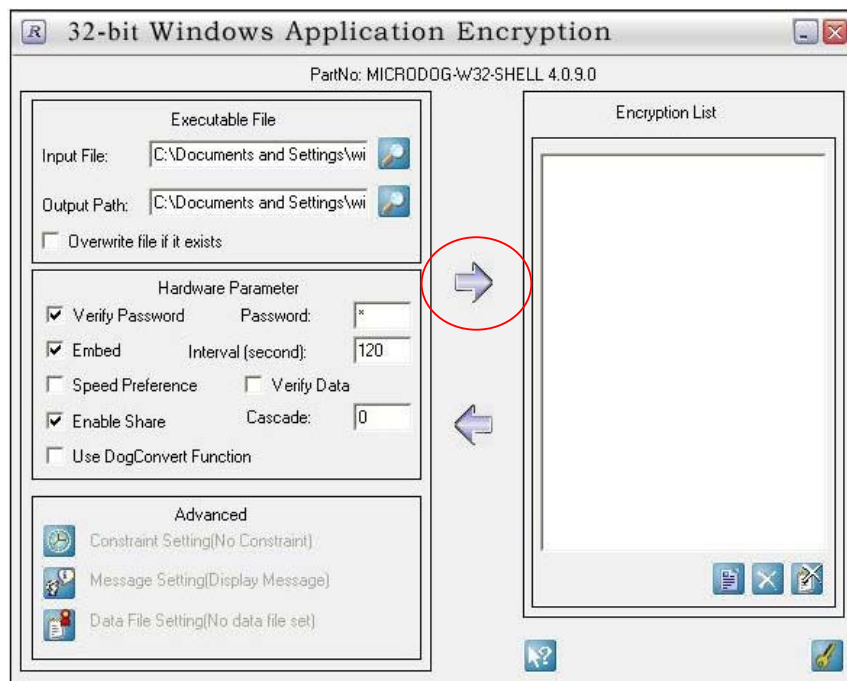 R 32-bit Windows Application Encryption
PartNo: MICRODOG-W32-SHELL 4.0.9.0
Executable File
Input File: C:\Documents and Settings\wi
Output Path: C:\Documents and Settings\wi
Overwrite file if it exists
Hardware Parameter
Verify Password Password: *
Embed Interval (second): 120
Speed Preference Verify Data
Enable Share Cascade: 0
Use DogConvert Function
Advanced
Constraint Setting(No Constraint)
Message Setting(Display Message)
Data File Setting(No data file set)
Encryption List